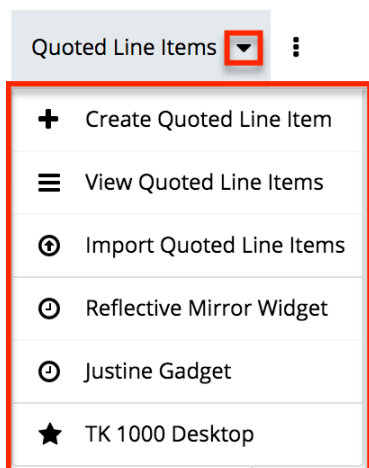 Quoted Line Items
Create Quoted Line Item
View Quoted Line Items
Import Quoted Line Items
Reflective Mirror Widget
Justine Gadget
TK 1000 Desktop